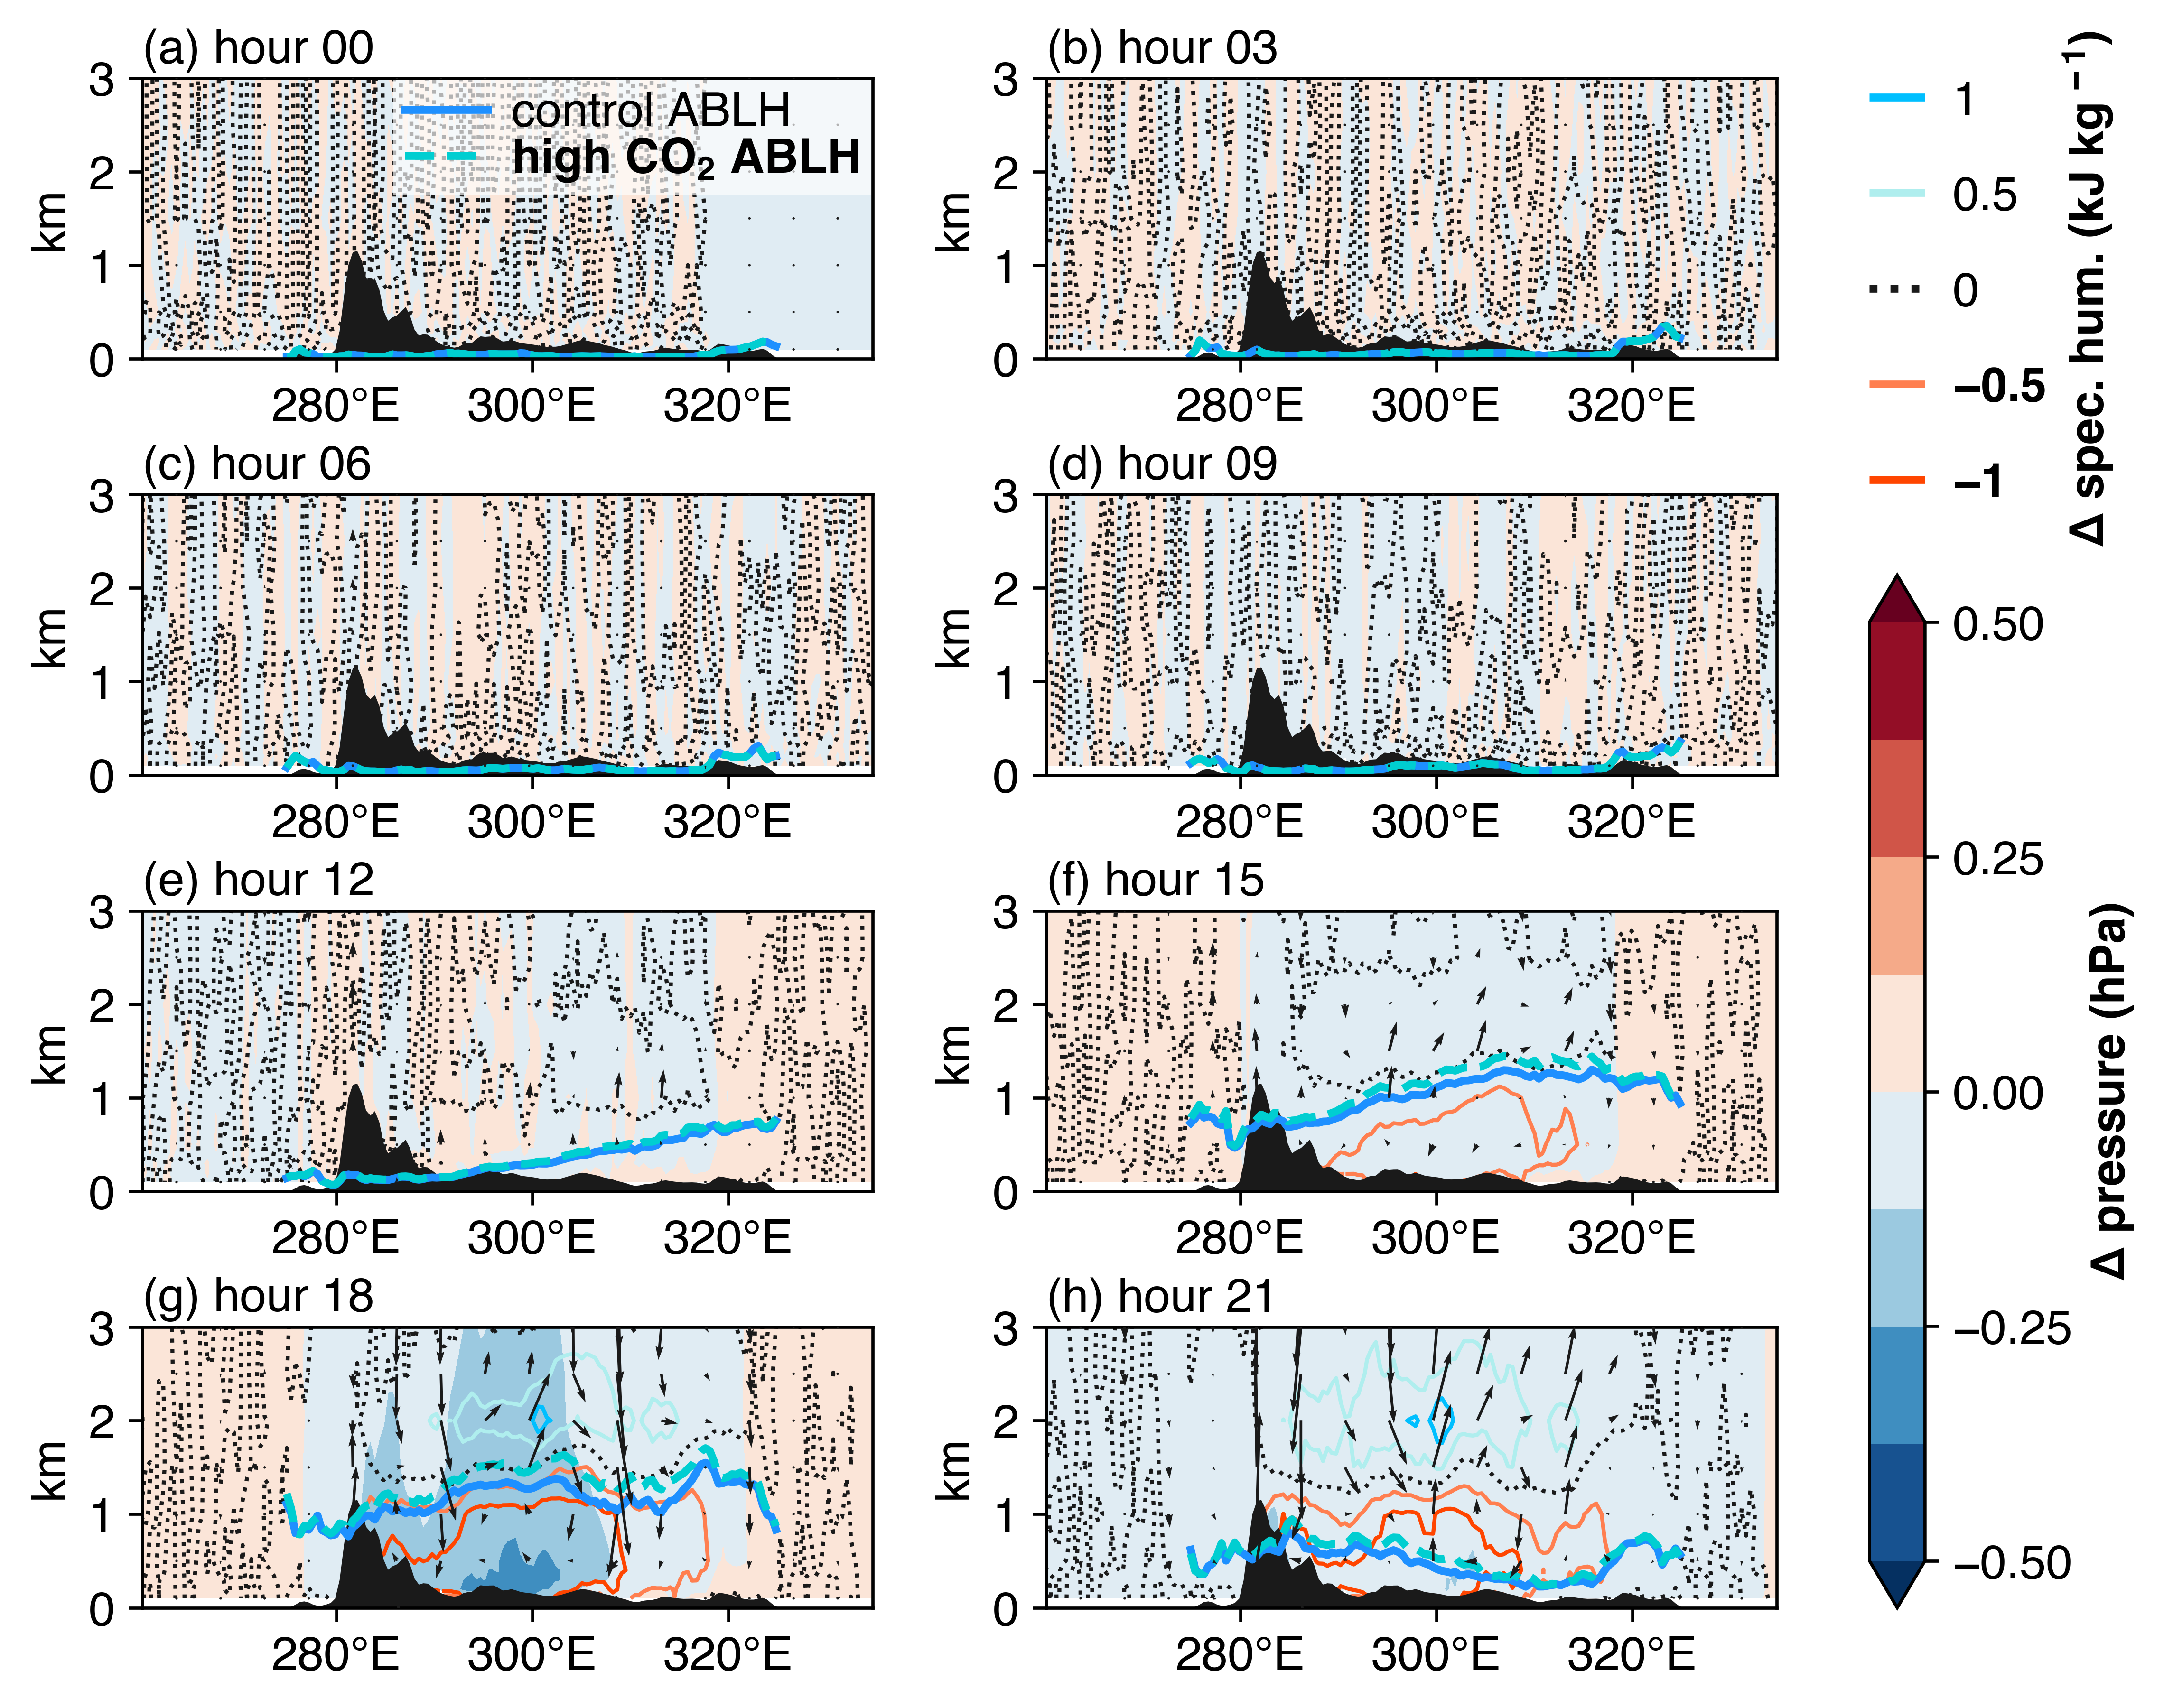 (a) hour 00
3
2
1
0
km
control ABLH
high CO₂ ABLH
280°E 300°E 320°E
(b) hour 03
3
2
1
0
km
280°E 300°E 320°E
(c) hour 06
3
2
1
0
km
280°E 300°E 320°E
(d) hour 09
3
2
1
0
km
280°E 300°E 320°E
(e) hour 12
3
2
1
0
km
280°E 300°E 320°E
(f) hour 15
3
2
1
0
km
280°E 300°E 320°E
(g) hour 18
3
2
1
0
km
280°E 300°E 320°E
(h) hour 21
3
2
1
0
km
280°E 300°E 320°E
1
0.5
0
−0.5
−1
Δ spec. hum. (kJ kg⁻¹)
0.50
0.25
0.00
−0.25
−0.50
Δ pressure (hPa)